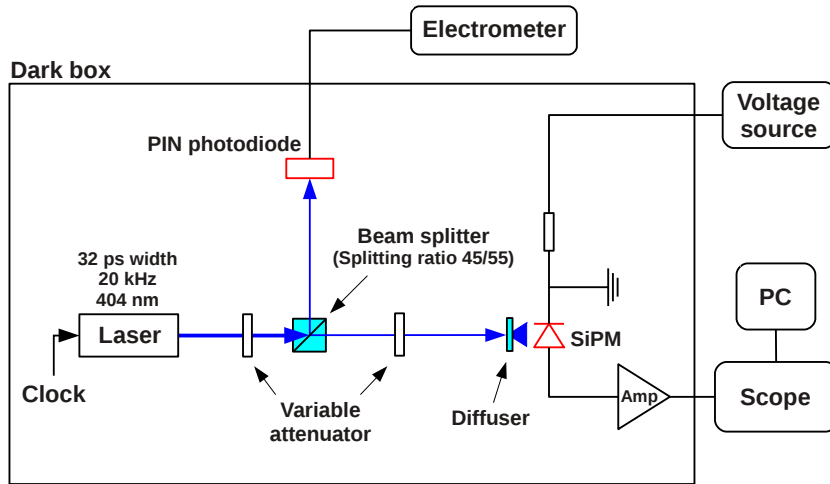 Electrometer
Dark box
Voltage
source
PIN photodiode
Beam splitter
(Splitting ratio 45/55)
32 ps width
20 kHz
404 nm
PC
Laser
SiPM
Clock
Amp
Scope
Variable
attenuator
Diffuser